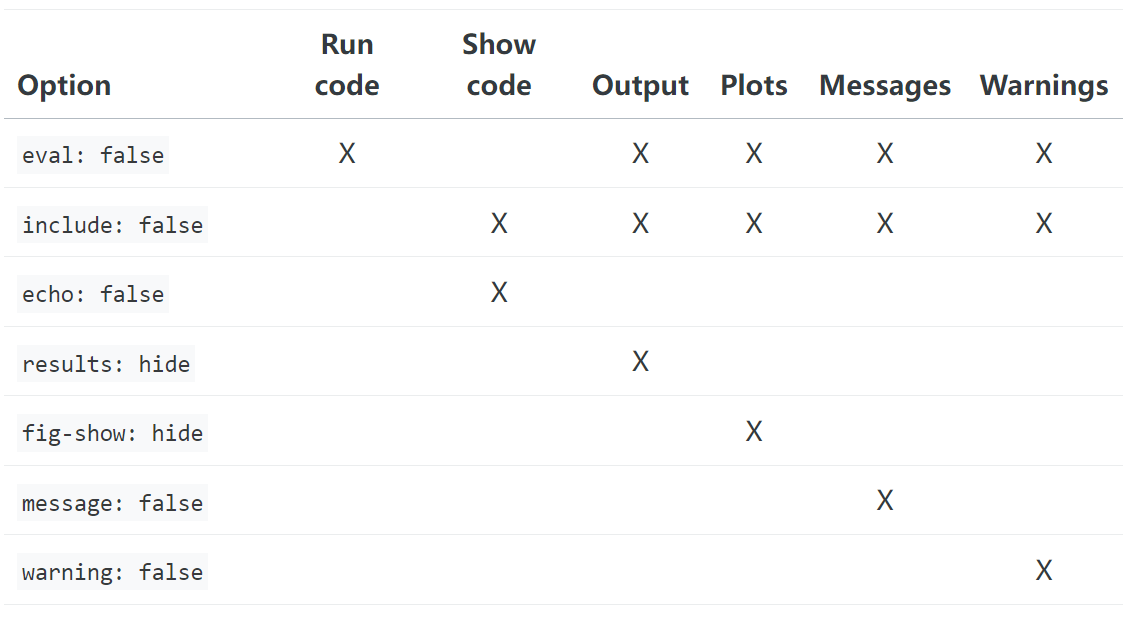 Option Run code Show code Output Plots Messages Warnings
eval: false X X X X X
include: false X X X X X
echo: false X
results: hide X
fig-show: hide X
message: false X
warning: false X